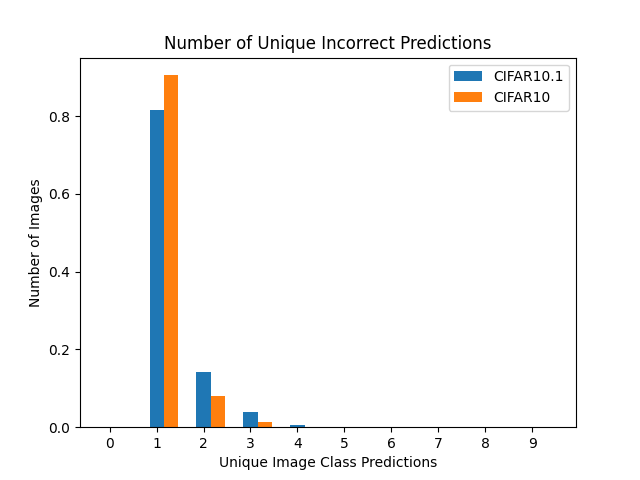 Number of Unique Incorrect Predictions
CIFAR10.1
CIFAR10
Number of Images
0.8
0.6
0.4
0.2
0.0
0 1 2 3 4 5 6 7 8 9
Unique Image Class Predictions